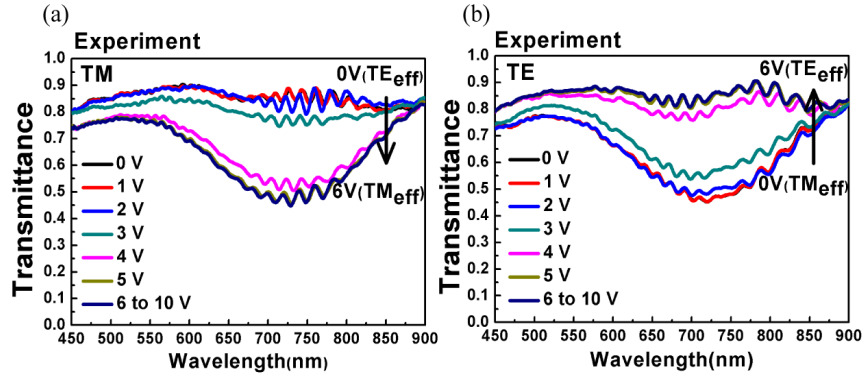 (a)
Experiment
TM
0V(TEeff)
6V(TMeff)
0 V
1 V
2 V
3 V
4 V
5 V
6 to 10 V
Transmittance
1.0
0.9
0.8
0.7
0.6
0.5
0.4
0.3
0.2
0.1
0.0
450 500 550 600 650 700 750 800 850 900
Wavelength(nm)
(b)
Experiment
TE
6V(TEeff)
0V(TMeff)
0 V
1 V
2 V
3 V
4 V
5 V
6 to 10 V
Transmittance
1.0
0.9
0.8
0.7
0.6
0.5
0.4
0.3
0.2
0.1
0.0
450 500 550 600 650 700 750 800 850 900
Wavelength(nm)